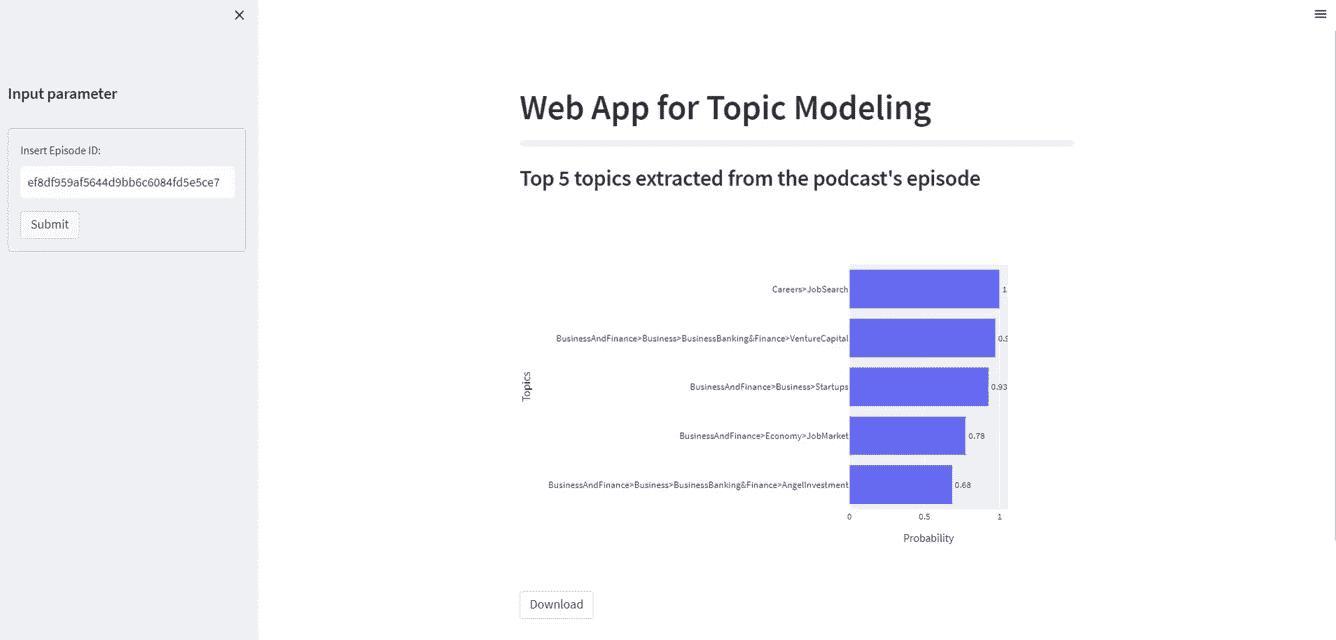 Input parameter
Insert Episode ID:
ef8df959af5644d9bb6c6084fd5e5ce7
Submit
Web App for Topic Modeling
Top 5 topics extracted from the podcast's episode
Topics
Careers>JobSearch 1
BusinessAndFinance>Business>BusinessBanking&Finance>VentureCapital
BusinessAndFinance>Business>Startups 0.93
BusinessAndFinance>Economy>JobMarket 0.78
BusinessAndFinance>Business>BusinessBanking&Finance>AngelInvestment 0.68
0 0.5 1
Probability
Download